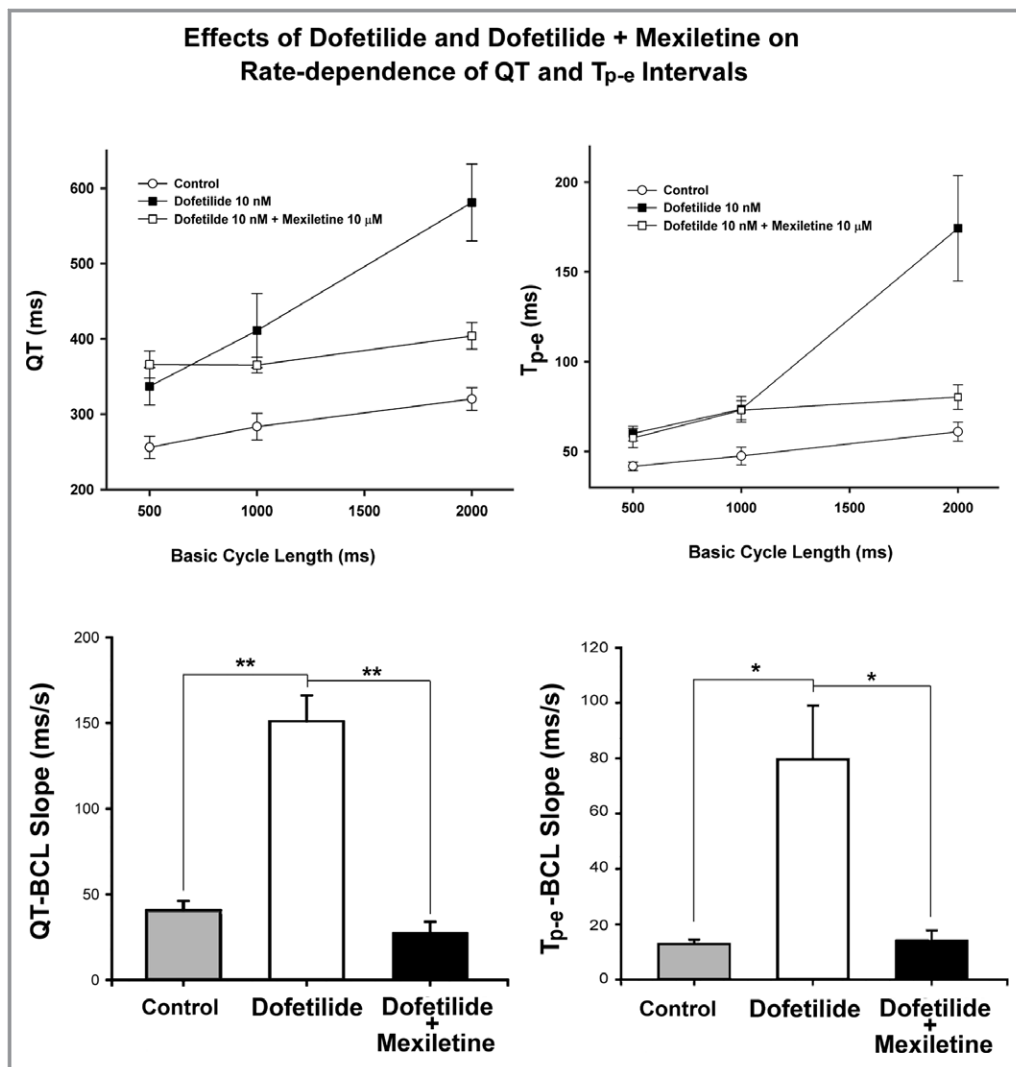 Effects of Dofetilide and Dofetilide + Mexiletine on
Rate-dependence of QT and Tp-e Intervals
Control
Dofetilide 10 nM
Dofetilde 10 nM + Mexiletine 10 μM
600
500
400
300
200
QT (ms)
500 1000 1500 2000
Basic Cycle Length (ms)
Control
Dofetilide 10 nM
Dofetilde 10 nM + Mexiletine 10 μM
200
150
100
50
Tp-e (ms)
500 1000 1500 2000
Basic Cycle Length (ms)
200
150
100
50
0
QT-BCL Slope (ms/s)
** **
Control Dofetilide Dofetilide
+
Mexiletine
120
100
80
60
40
20
0
Tp-e -BCL Slope (ms/s)
* *
Control Dofetilide Dofetilide
+
Mexiletine